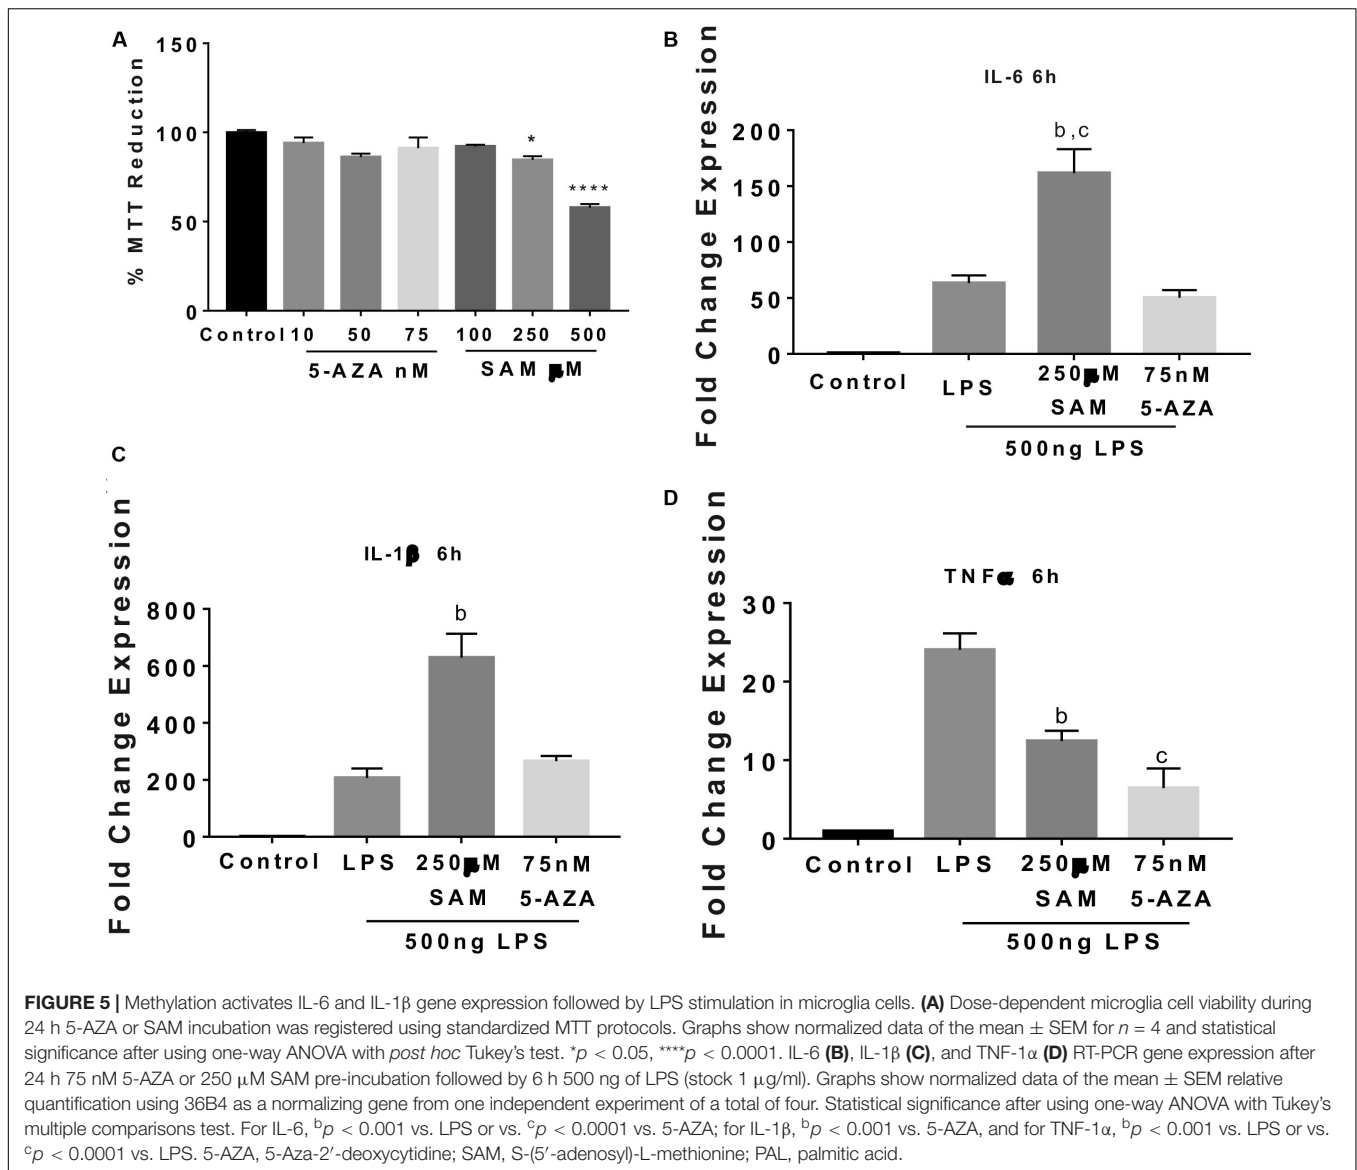 A
150
100
50
0
% MTT Reduction
*
****
Control 10 50 75 100 250 500
5-AZA nM SAM μM
B
IL-6 6h
Fold Change Expression
200
150
100
50
0
b,c
Control LPS 250μM 75nM
SAM 5-AZA
500ng LPS
C
IL-1β 6h
Fold Change Expression
800
600
400
200
0
b
Control LPS 250μM 75nM
SAM 5-AZA
500ng LPS
D
TNFα 6h
Fold Change Expression
30
20
10
0
b
c
Control LPS 250μM 75nM
SAM 5-AZA
500ng LPS
FIGURE 5 | Methylation activates IL-6 and IL-1β gene expression followed by LPS stimulation in microglia cells. (A) Dose-dependent microglia cell viability during
24 h 5-AZA or SAM incubation was registered using standardized MTT protocols. Graphs show normalized data of the mean ± SEM for n = 4 and statistical
significance after using one-way ANOVA with post hoc Tukey's test. *p < 0.05, ****p < 0.0001. IL-6 (B), IL-1β (C), and TNF-1α (D) RT-PCR gene expression after
24 h 75 nM 5-AZA or 250 μM SAM pre-incubation followed by 6 h 500 ng of LPS (stock 1 μg/ml). Graphs show normalized data of the mean ± SEM relative
quantification using 36B4 as a normalizing gene from one independent experiment of a total of four. Statistical significance after using one-way ANOVA with Tukey's
multiple comparisons test. For IL-6, ᵇp < 0.001 vs. LPS or vs. ᶜp < 0.0001 vs. 5-AZA; for IL-1β, ᵇp < 0.001 vs. 5-AZA, and for TNF-1α, ᵇp < 0.001 vs. LPS or vs.
ᶜp < 0.0001 vs. LPS. 5-AZA, 5-Aza-2′-deoxycytidine; SAM, S-(5′-adenosyl)-L-methionine; PAL, palmitic acid.